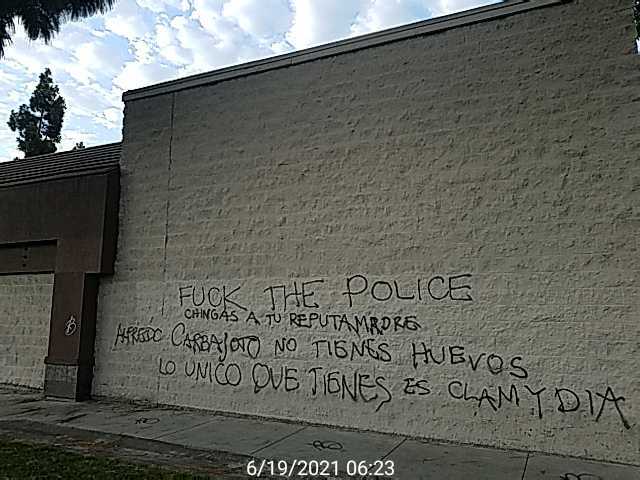 FUCK THE POLICE
CHINGAS A TU REPUTAMADRE
ALFREDO CARBAJOTO NO TIENES HUEVOS
LO UNICO QUE TIENES ES CLAMYDIA
6/19/2021 06:23